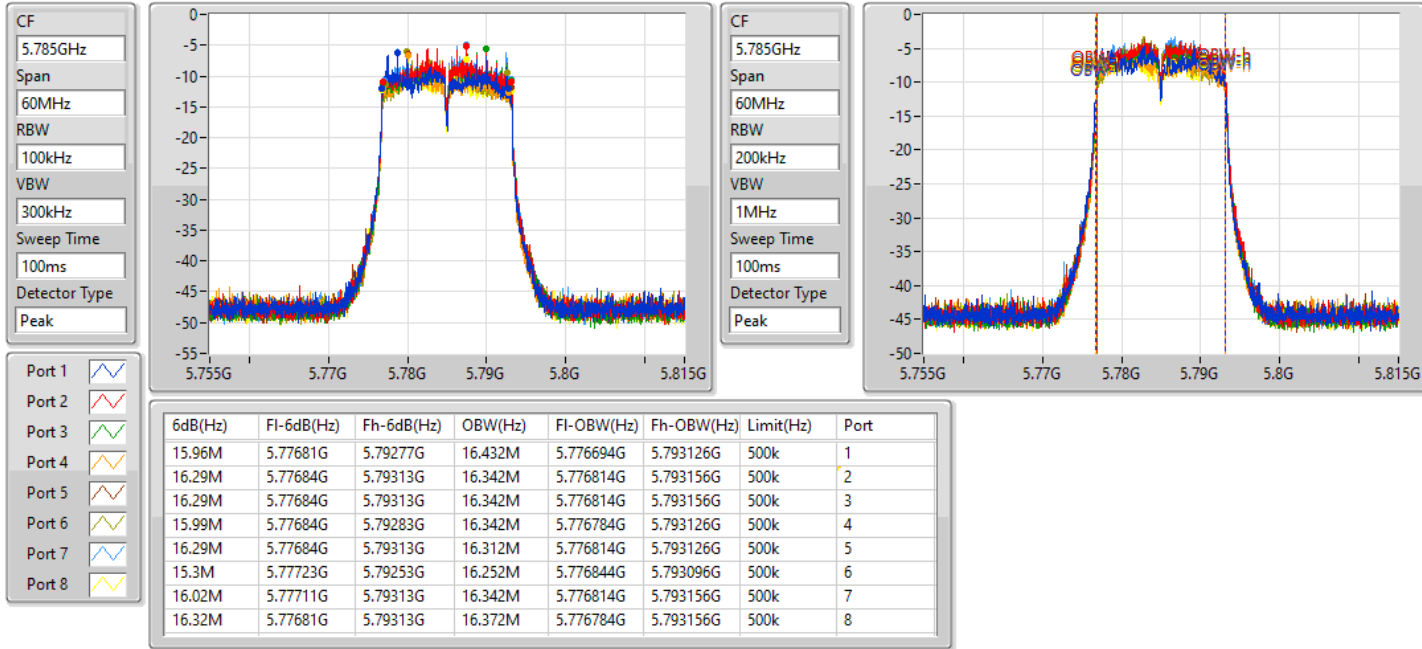 CF
5.785GHz
Span
60MHz
RBW
100kHz
VBW
300kHz
Sweep Time
100ms
Detector Type
Peak
0
-5
-10
-15
-20
-25
-30
-35
-40
-45
-50
-55
5.755G 5.77G 5.78G 5.79G 5.8G 5.815G
CF
5.785GHz
Span
60MHz
RBW
200kHz
VBW
1MHz
Sweep Time
100ms
Detector Type
Peak
0
-5
-10
-15
-20
-25
-30
-35
-40
-45
-50
OBW-h
5.755G 5.77G 5.78G 5.79G 5.8G 5.815G
Port 1
Port 2
Port 3
Port 4
Port 5
Port 6
Port 7
Port 8
6dB(Hz) Fl-6dB(Hz) Fh-6dB(Hz) OBW(Hz) Fl-OBW(Hz) Fh-OBW(Hz) Limit(Hz) Port
15.96M 5.77681G 5.79277G 16.432M 5.776694G 5.793126G 500k 1
16.29M 5.77684G 5.79313G 16.342M 5.776814G 5.793156G 500k 2
16.29M 5.77684G 5.79313G 16.342M 5.776814G 5.793156G 500k 3
15.99M 5.77684G 5.79283G 16.342M 5.776784G 5.793126G 500k 4
16.29M 5.77684G 5.79313G 16.312M 5.776814G 5.793126G 500k 5
15.3M 5.77723G 5.79253G 16.252M 5.776844G 5.793096G 500k 6
16.02M 5.77711G 5.79313G 16.342M 5.776814G 5.793156G 500k 7
16.32M 5.77681G 5.79313G 16.372M 5.776784G 5.793156G 500k 8